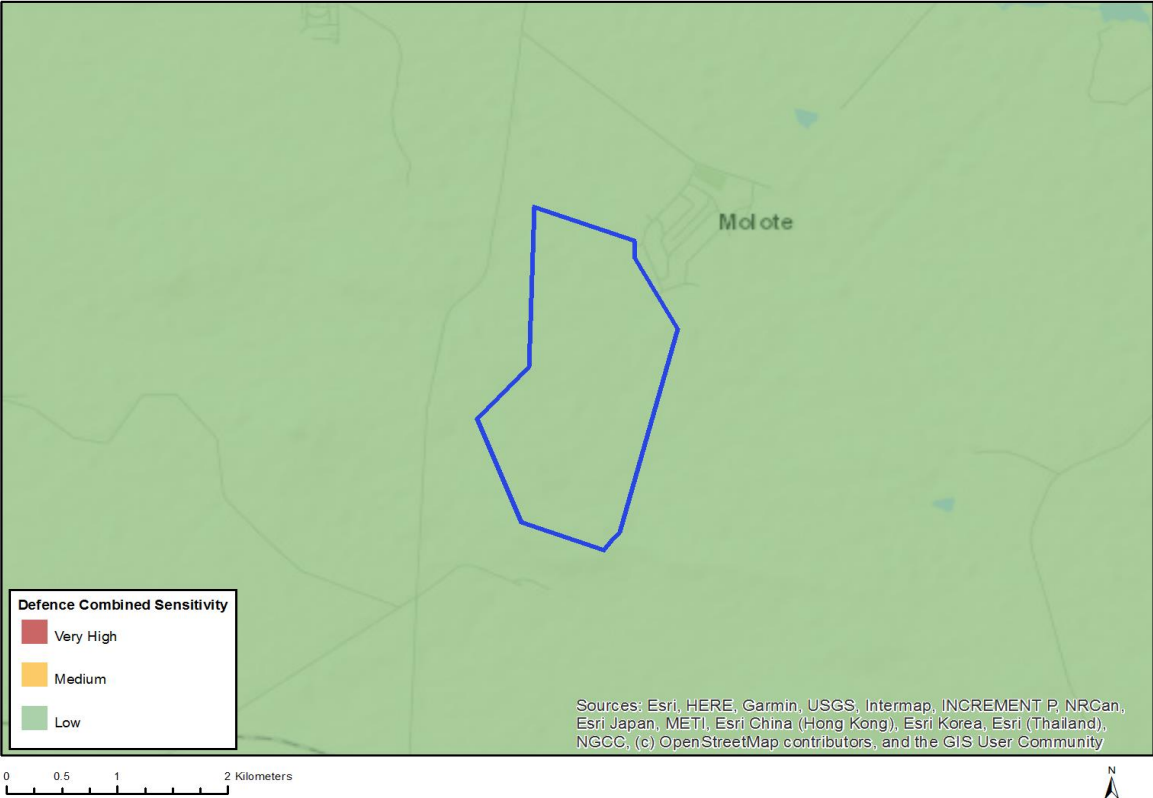 Molote
Defence Combined Sensitivity
Very High
Medium
Low
Sources: Esri, HERE, Garmin, USGS, Intermap, INCREMENT P, NRCan,
Esri Japan, METI, Esri China (Hong Kong), Esri Korea, Esri (Thailand),
NGCC, (c) OpenStreetMap contributors, and the GIS User Community
0 0.5 1 2 Kilometers
N